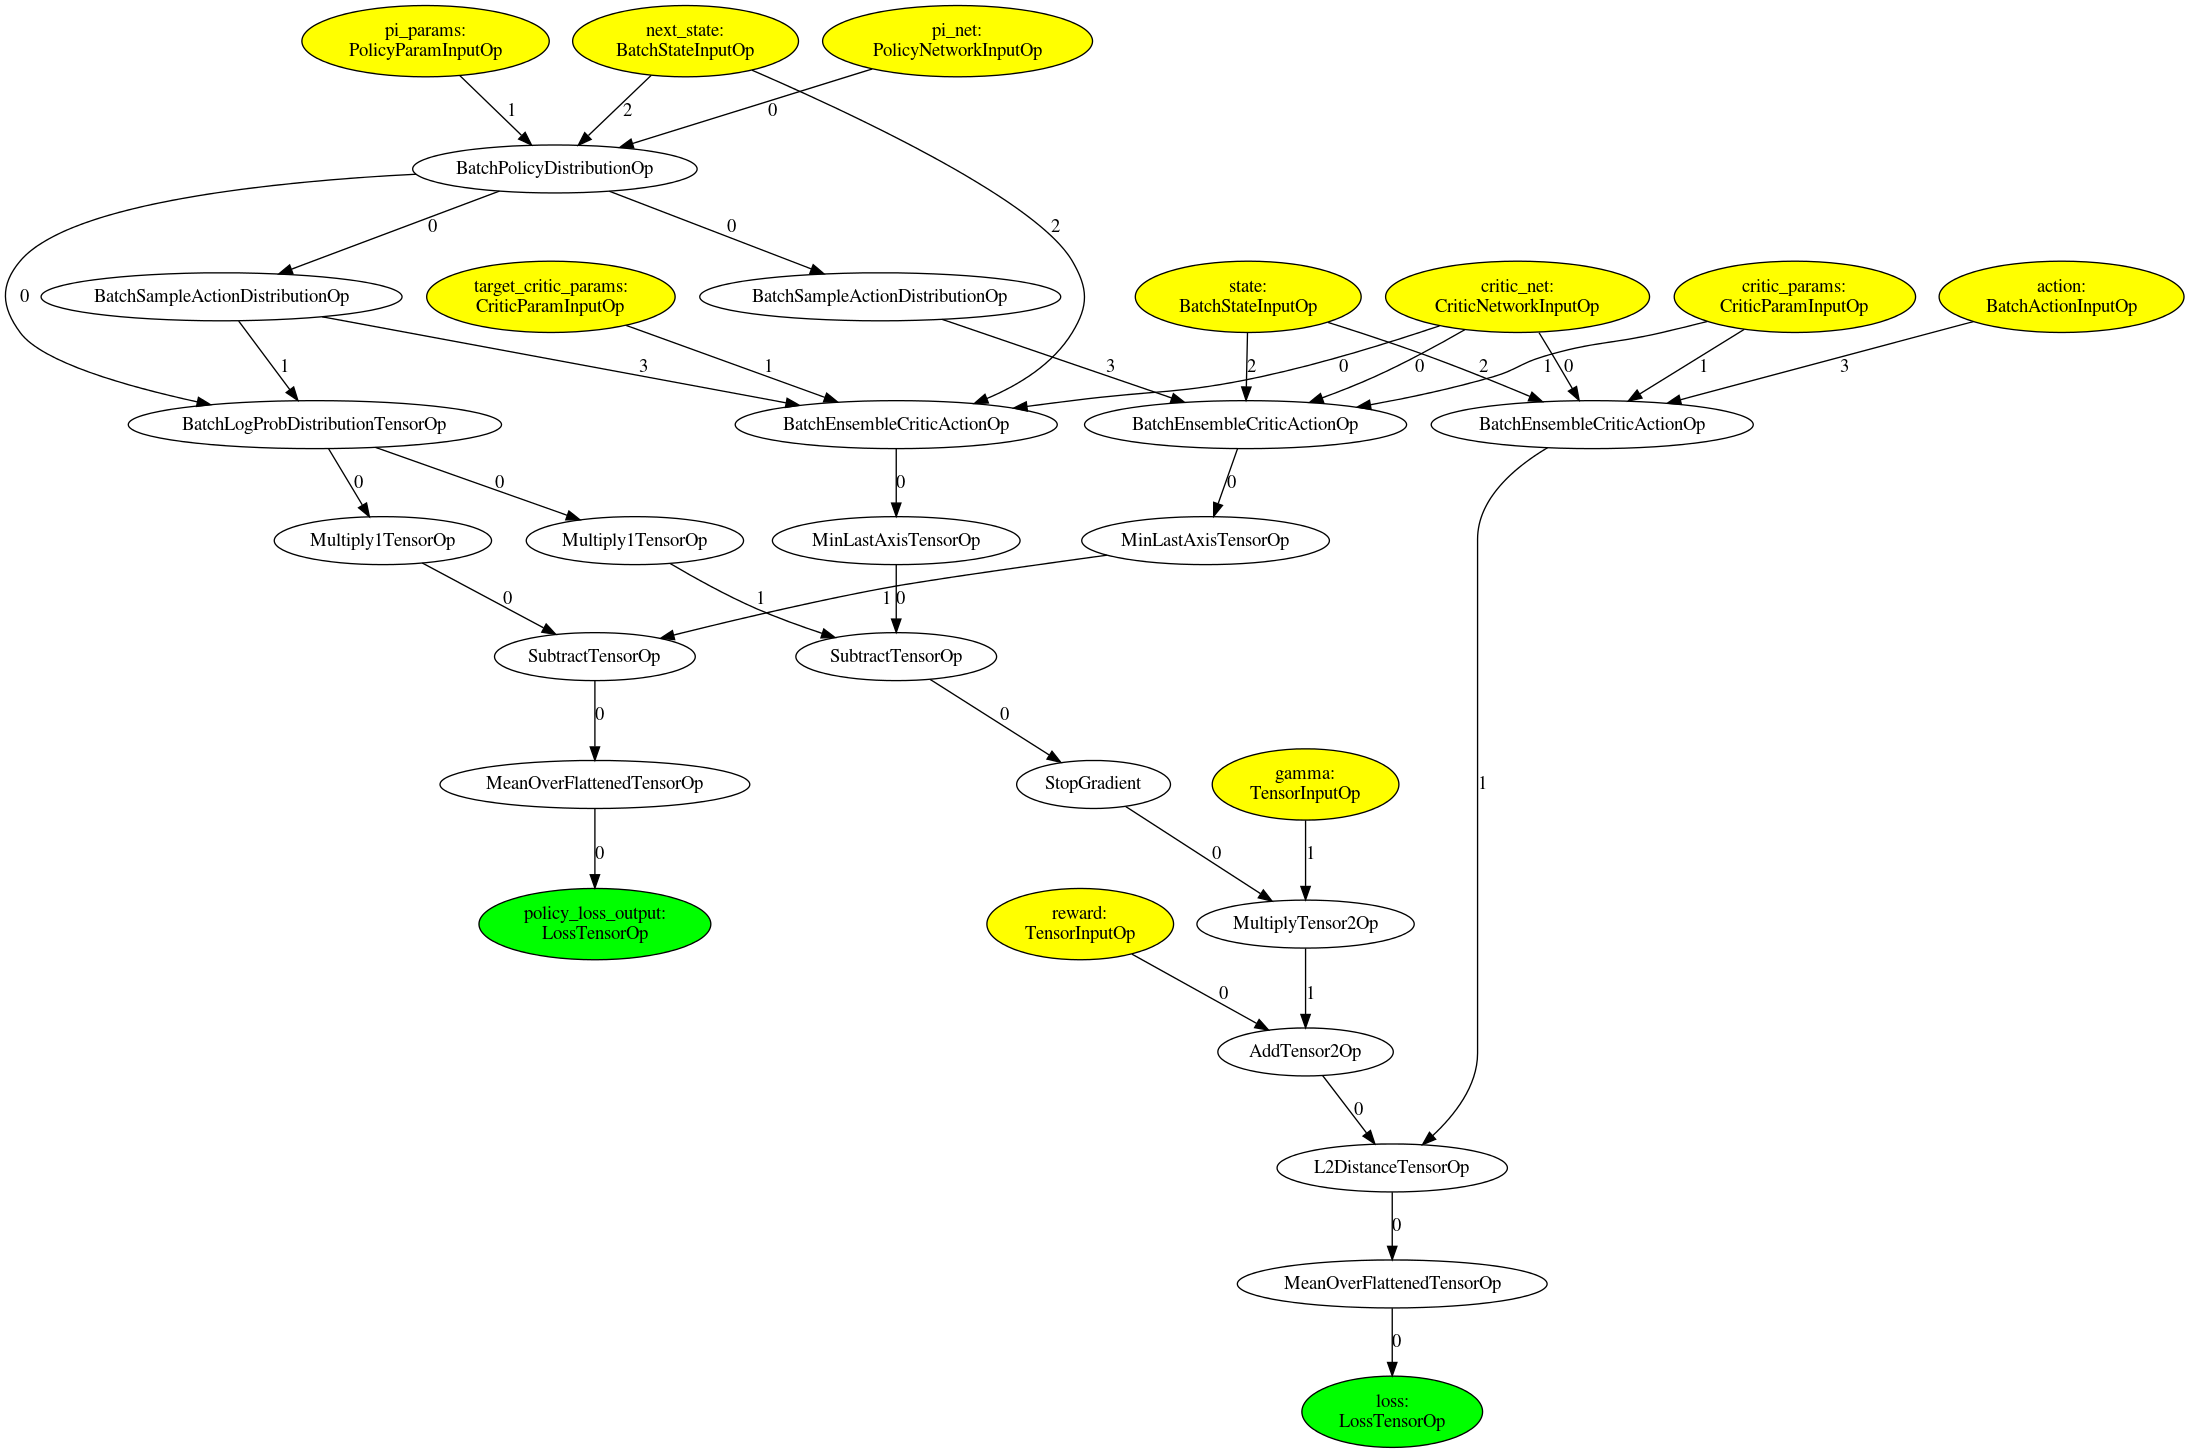 pi_params:
PolicyParamInputOp
next_state:
BatchStateInputOp
pi_net:
PolicyNetworkInputOp
1
2
0
BatchPolicyDistributionOp
0
0
2
0
BatchSampleActionDistributionOp
target_critic_params:
CriticParamInputOp
BatchSampleActionDistributionOp
state:
BatchStateInputOp
critic_net:
CriticNetworkInputOp
critic_params:
CriticParamInputOp
action:
BatchActionInputOp
1
3
1
3
2
0
0
2
1
0
1
3
BatchLogProbDistributionTensorOp
BatchEnsembleCriticActionOp
BatchEnsembleCriticActionOp
BatchEnsembleCriticActionOp
0
0
0
0
Multiply1TensorOp
Multiply1TensorOp
MinLastAxisTensorOp
MinLastAxisTensorOp
0
1
1
0
SubtractTensorOp
SubtractTensorOp
0
0
MeanOverFlattenedTensorOp
StopGradient
gamma:
TensorInputOp
1
0
0
1
policy_loss_output:
LossTensorOp
reward:
TensorInputOp
MultiplyTensor2Op
0
1
AddTensor2Op
0
L2DistanceTensorOp
0
MeanOverFlattenedTensorOp
0
loss:
LossTensorOp